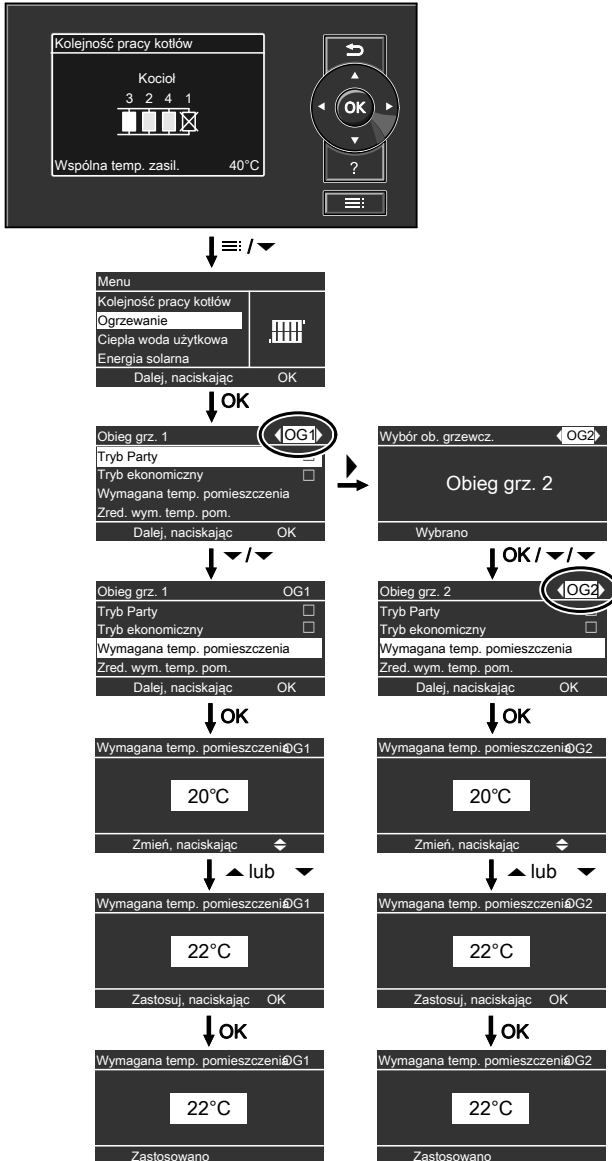 Kolejność pracy kotłów
Kocioł
3 2 4 1
Wspólna temp. zasil. 40°C
OK
?
/
Menu
Kolejność pracy kotłów
Ogrzewanie
Ciepła woda użytkowa
Energia solarna
Dalej, naciskając OK
OK
Obieg grz. 1 OG1
Tryb Party
Tryb ekonomiczny
Wymagana temp. pomieszczenia
Zred. wym. temp. pom.
Dalej, naciskając OK
Wybór ob. grzewcz. OG2
Obieg grz. 2
Wybrano
/
OK / /
Obieg grz. 1 OG1
Tryb Party
Tryb ekonomiczny
Wymagana temp. pomieszczenia
Zred. wym. temp. pom.
Dalej, naciskając OK
Obieg grz. 2 OG2
Tryb Party
Tryb ekonomiczny
Wymagana temp. pomieszczenia
Zred. wym. temp. pom.
Dalej, naciskając OK
OK
OK
Wymagana temp. pomieszczenia OG1
20°C
Zmień, naciskając
Wymagana temp. pomieszczenia OG2
20°C
Zmień, naciskając
lub
lub
Wymagana temp. pomieszczenia OG1
22°C
Zastosuj, naciskając OK
Wymagana temp. pomieszczenia OG2
22°C
Zastosuj, naciskając OK
OK
OK
Wymagana temp. pomieszczenia OG1
22°C
Zastosowano
Wymagana temp. pomieszczenia OG2
22°C
Zastosowano